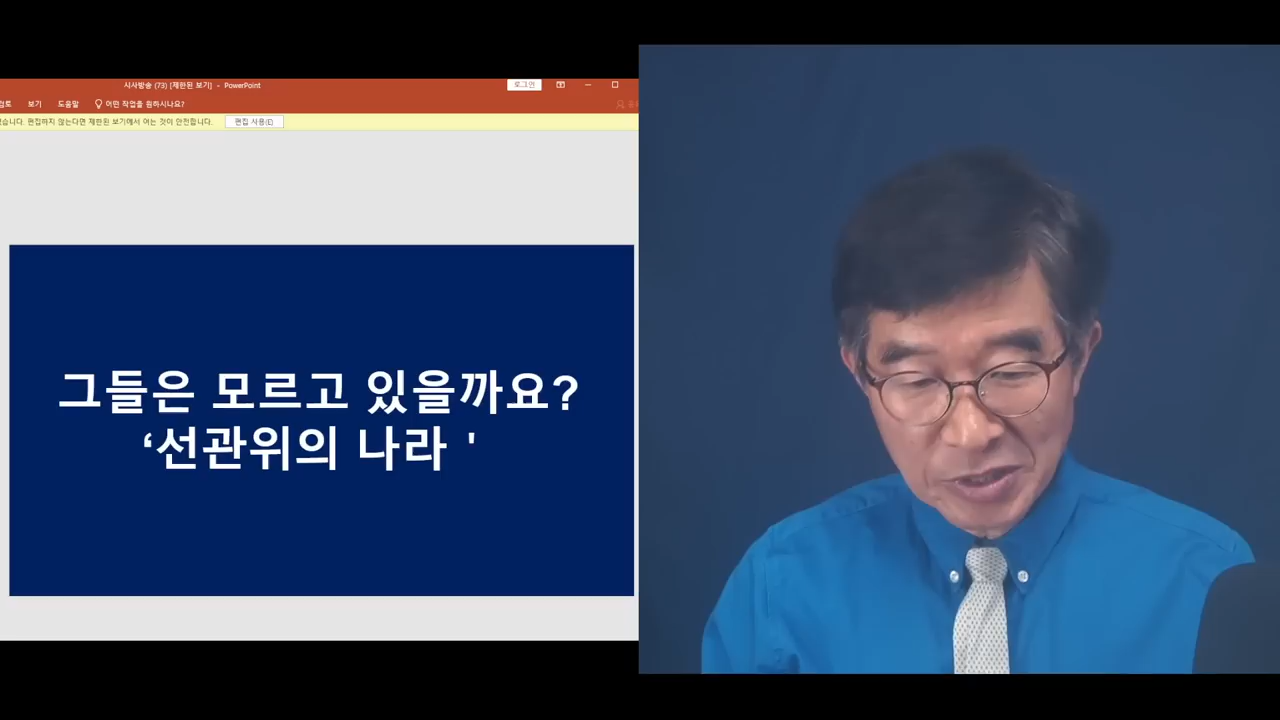 시사방송 (73) [제한된 보기] - PowerPoint
로그인
검토 보기 도움말 어떤 작업을 원하시니까요?
편집하지 않는다면 제한된 보기에서 여는 것이 안전합니다. 편집 사용(E)
그들은 모르고 있을까요?
‘선관위의 나라 '